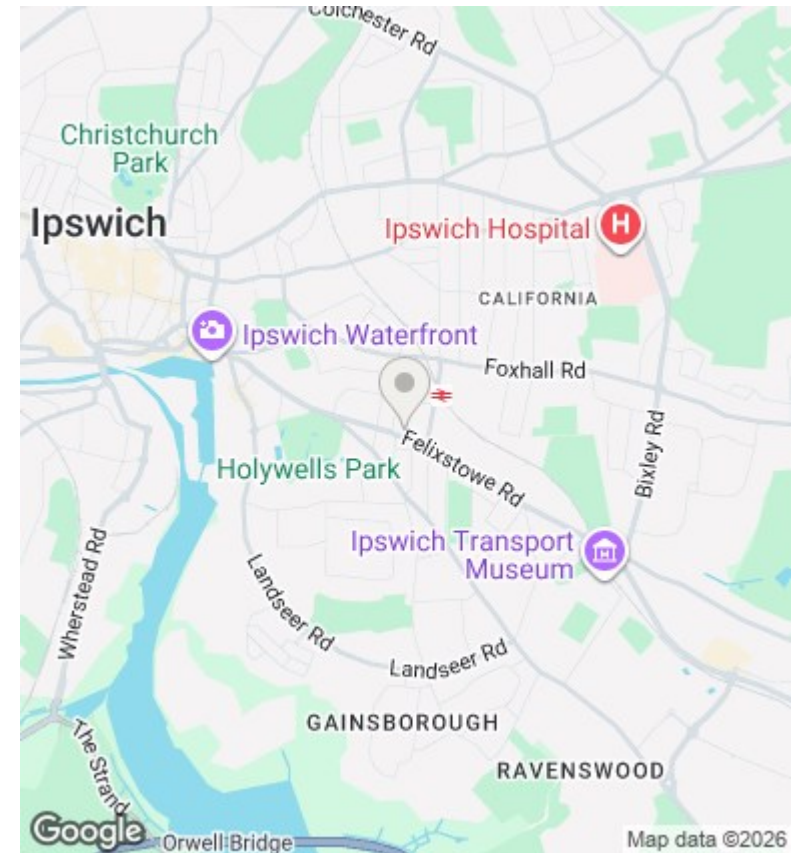 Colchester Rd
Christchurch
Park
Ipswich
Ipswich Hospital
H
CALIFORNIA
Ipswich Waterfront
Foxhall Rd
Felixstowe Rd
Bixley Rd
Holywells Park
Ipswich Transport
Museum
Wherstead Rd
Landseer Rd
Landseer Rd
GAINSBOROUGH
RAVENSWOOD
The Strand
Google
Orwell Bridge
Map data ©2026